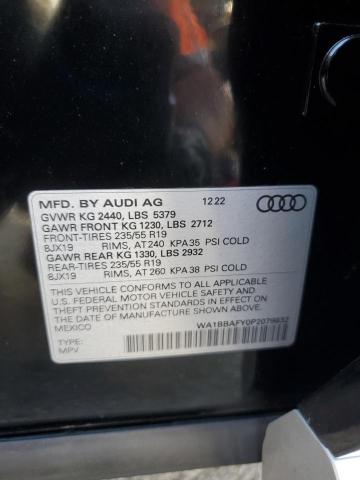 MFD. BY AUDI AG 12 22
GVWR KG 2440, LBS 5379
GAWR FRONT KG 1230, LBS 2712
FRONT-TIRES 235/55 R19
8JX19 RIMS, AT 240 KPA 35 PSI COLD
GAWR REAR KG 1330, LBS 2932
REAR-TIRES 235/55 R19
8JX19 RIMS, AT 260 KPA 38 PSI COLD
THIS VEHICLE CONFORMS TO ALL APPLICABLE
U.S. FEDERAL MOTOR VEHICLE SAFETY, BUMPER AND
THEFT PREVENTION STANDARDS IN EFFECT ON THE
DATE OF MANUFACTURE SHOWN ABOVE.
MEXICO
WA1BBAFY0P2079832
TYPE:
MPV